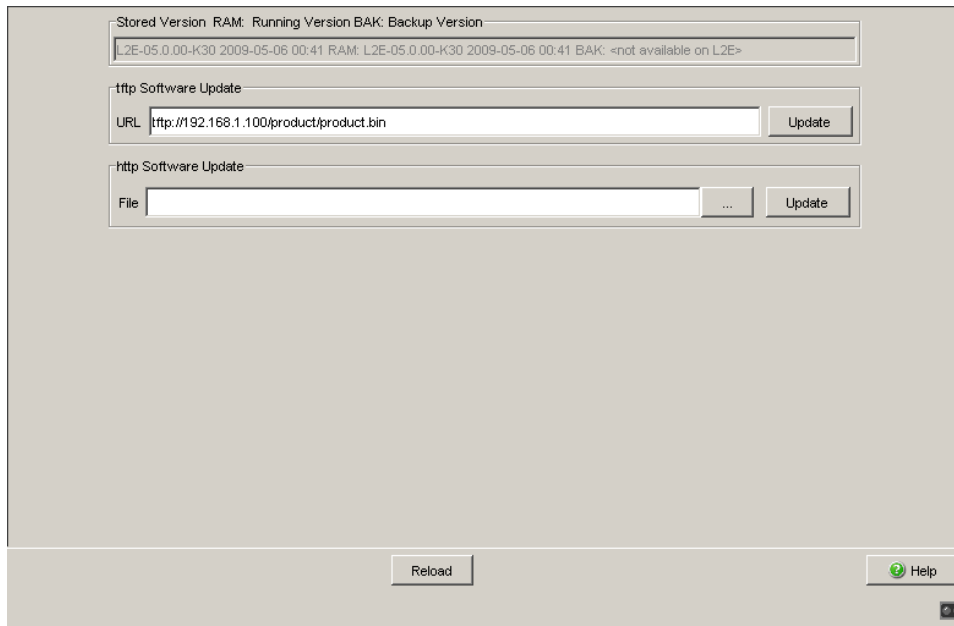 Stored Version RAM: Running Version BAK: Backup Version
L2E-05.0.00-K30 2009-05-06 00:41 RAM: L2E-05.0.00-K30 2009-05-06 00:41 BAK: <not available on L2E>
tftp Software Update
URL tftp://192.168.1.100/product/product.bin Update
http Software Update
File ... Update
Reload Help